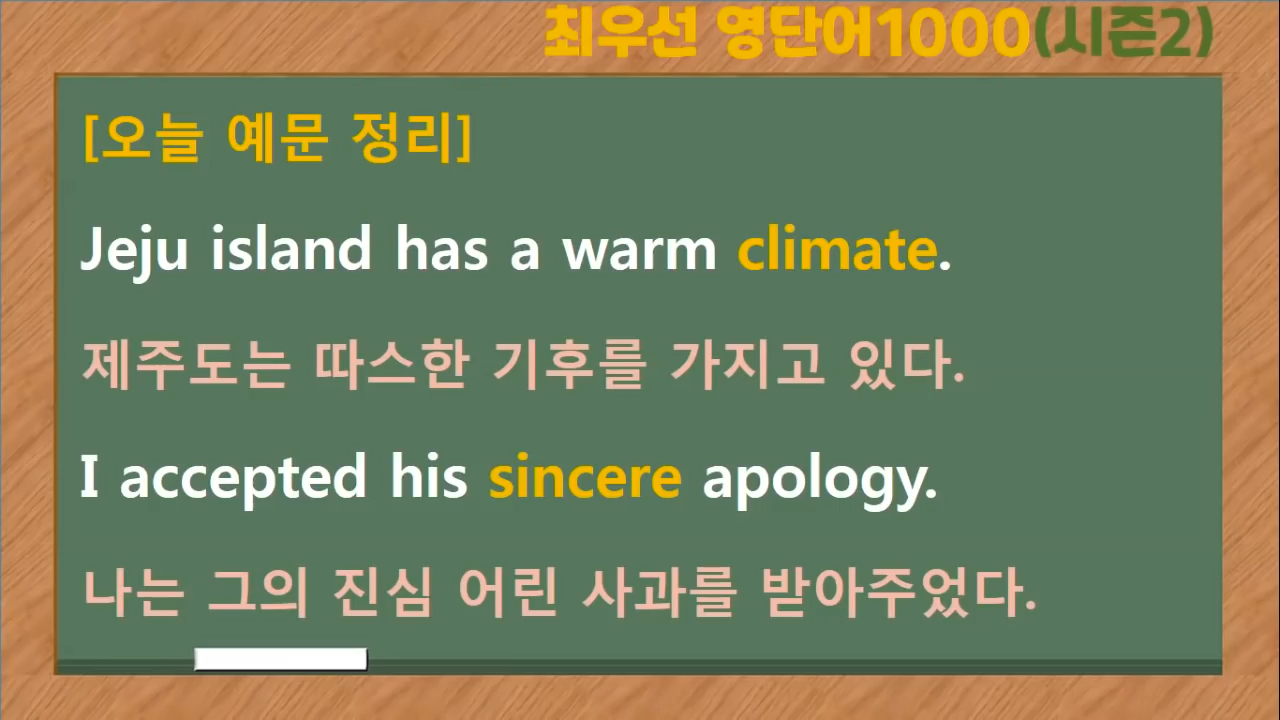 최우선 영단어1000(시즌2)
[오늘 예문 정리]
Jeju island has a warm climate.
제주도는 따스한 기후를 가지고 있다.
I accepted his sincere apology.
나는 그의 진심 어린 사과를 받아주었다.